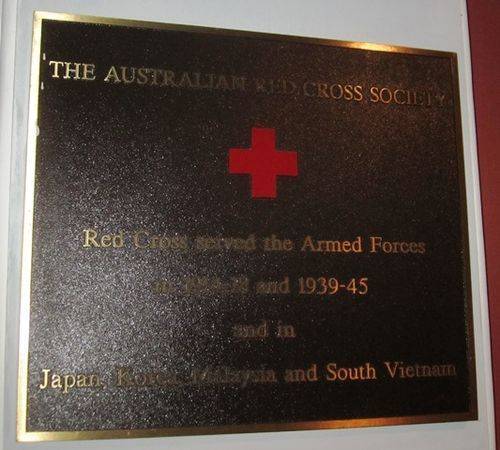 THE AUSTRALIAN RED CROSS SOCIETY
Red Cross served the Armed Forces
in 1914-18 and 1939-45
and in
Japan, Korea, Malaysia and South Vietnam